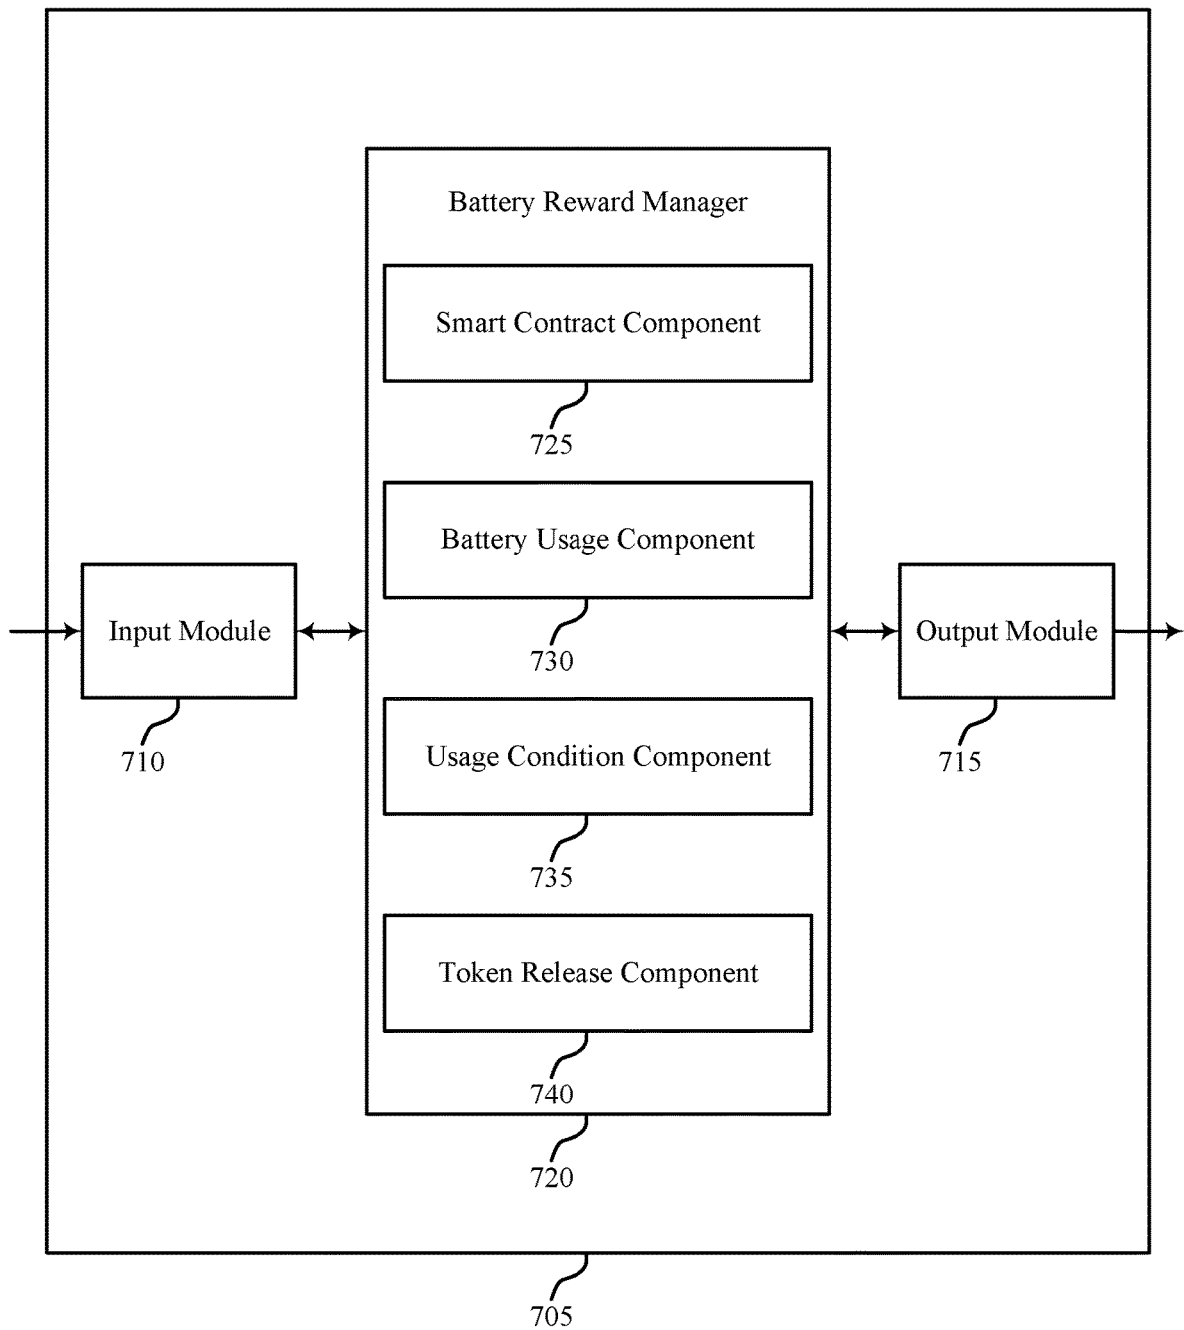 Battery Reward Manager
Smart Contract Component
725
Battery Usage Component
730
Input Module
710
Output Module
715
Usage Condition Component
735
Token Release Component
740
720
705